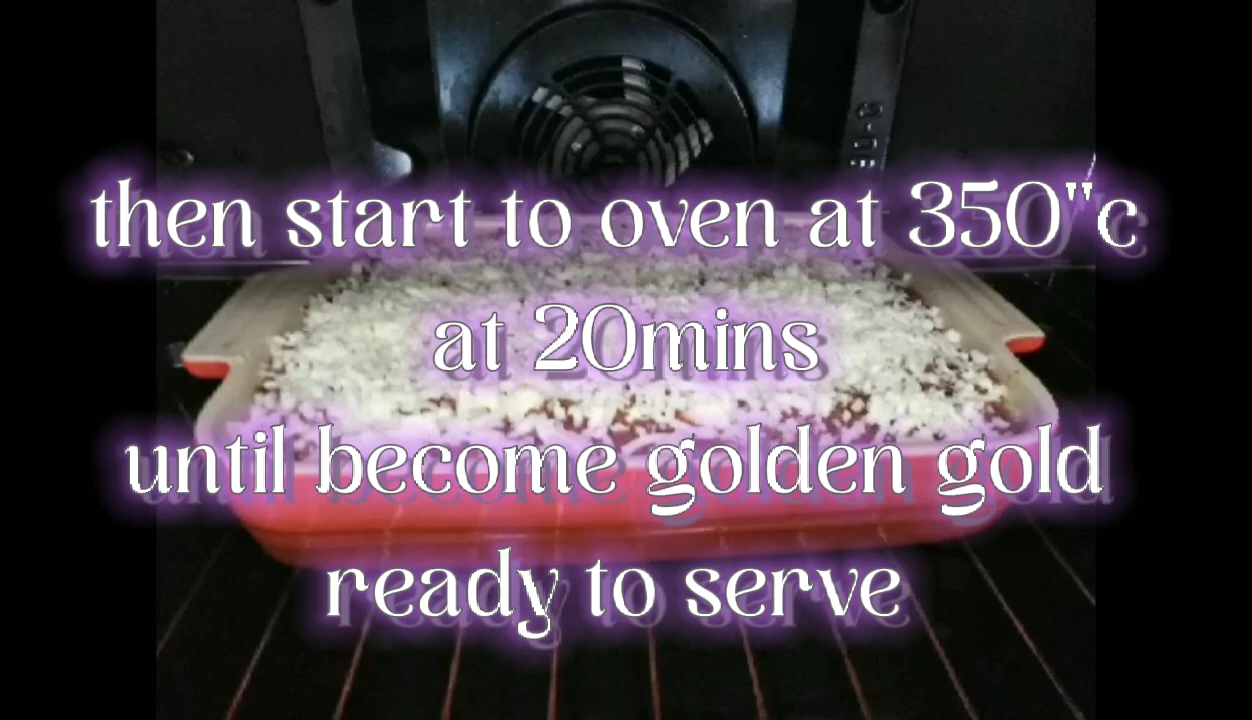 then start to oven at 350"c
at 20mins
until become golden gold
ready to serve